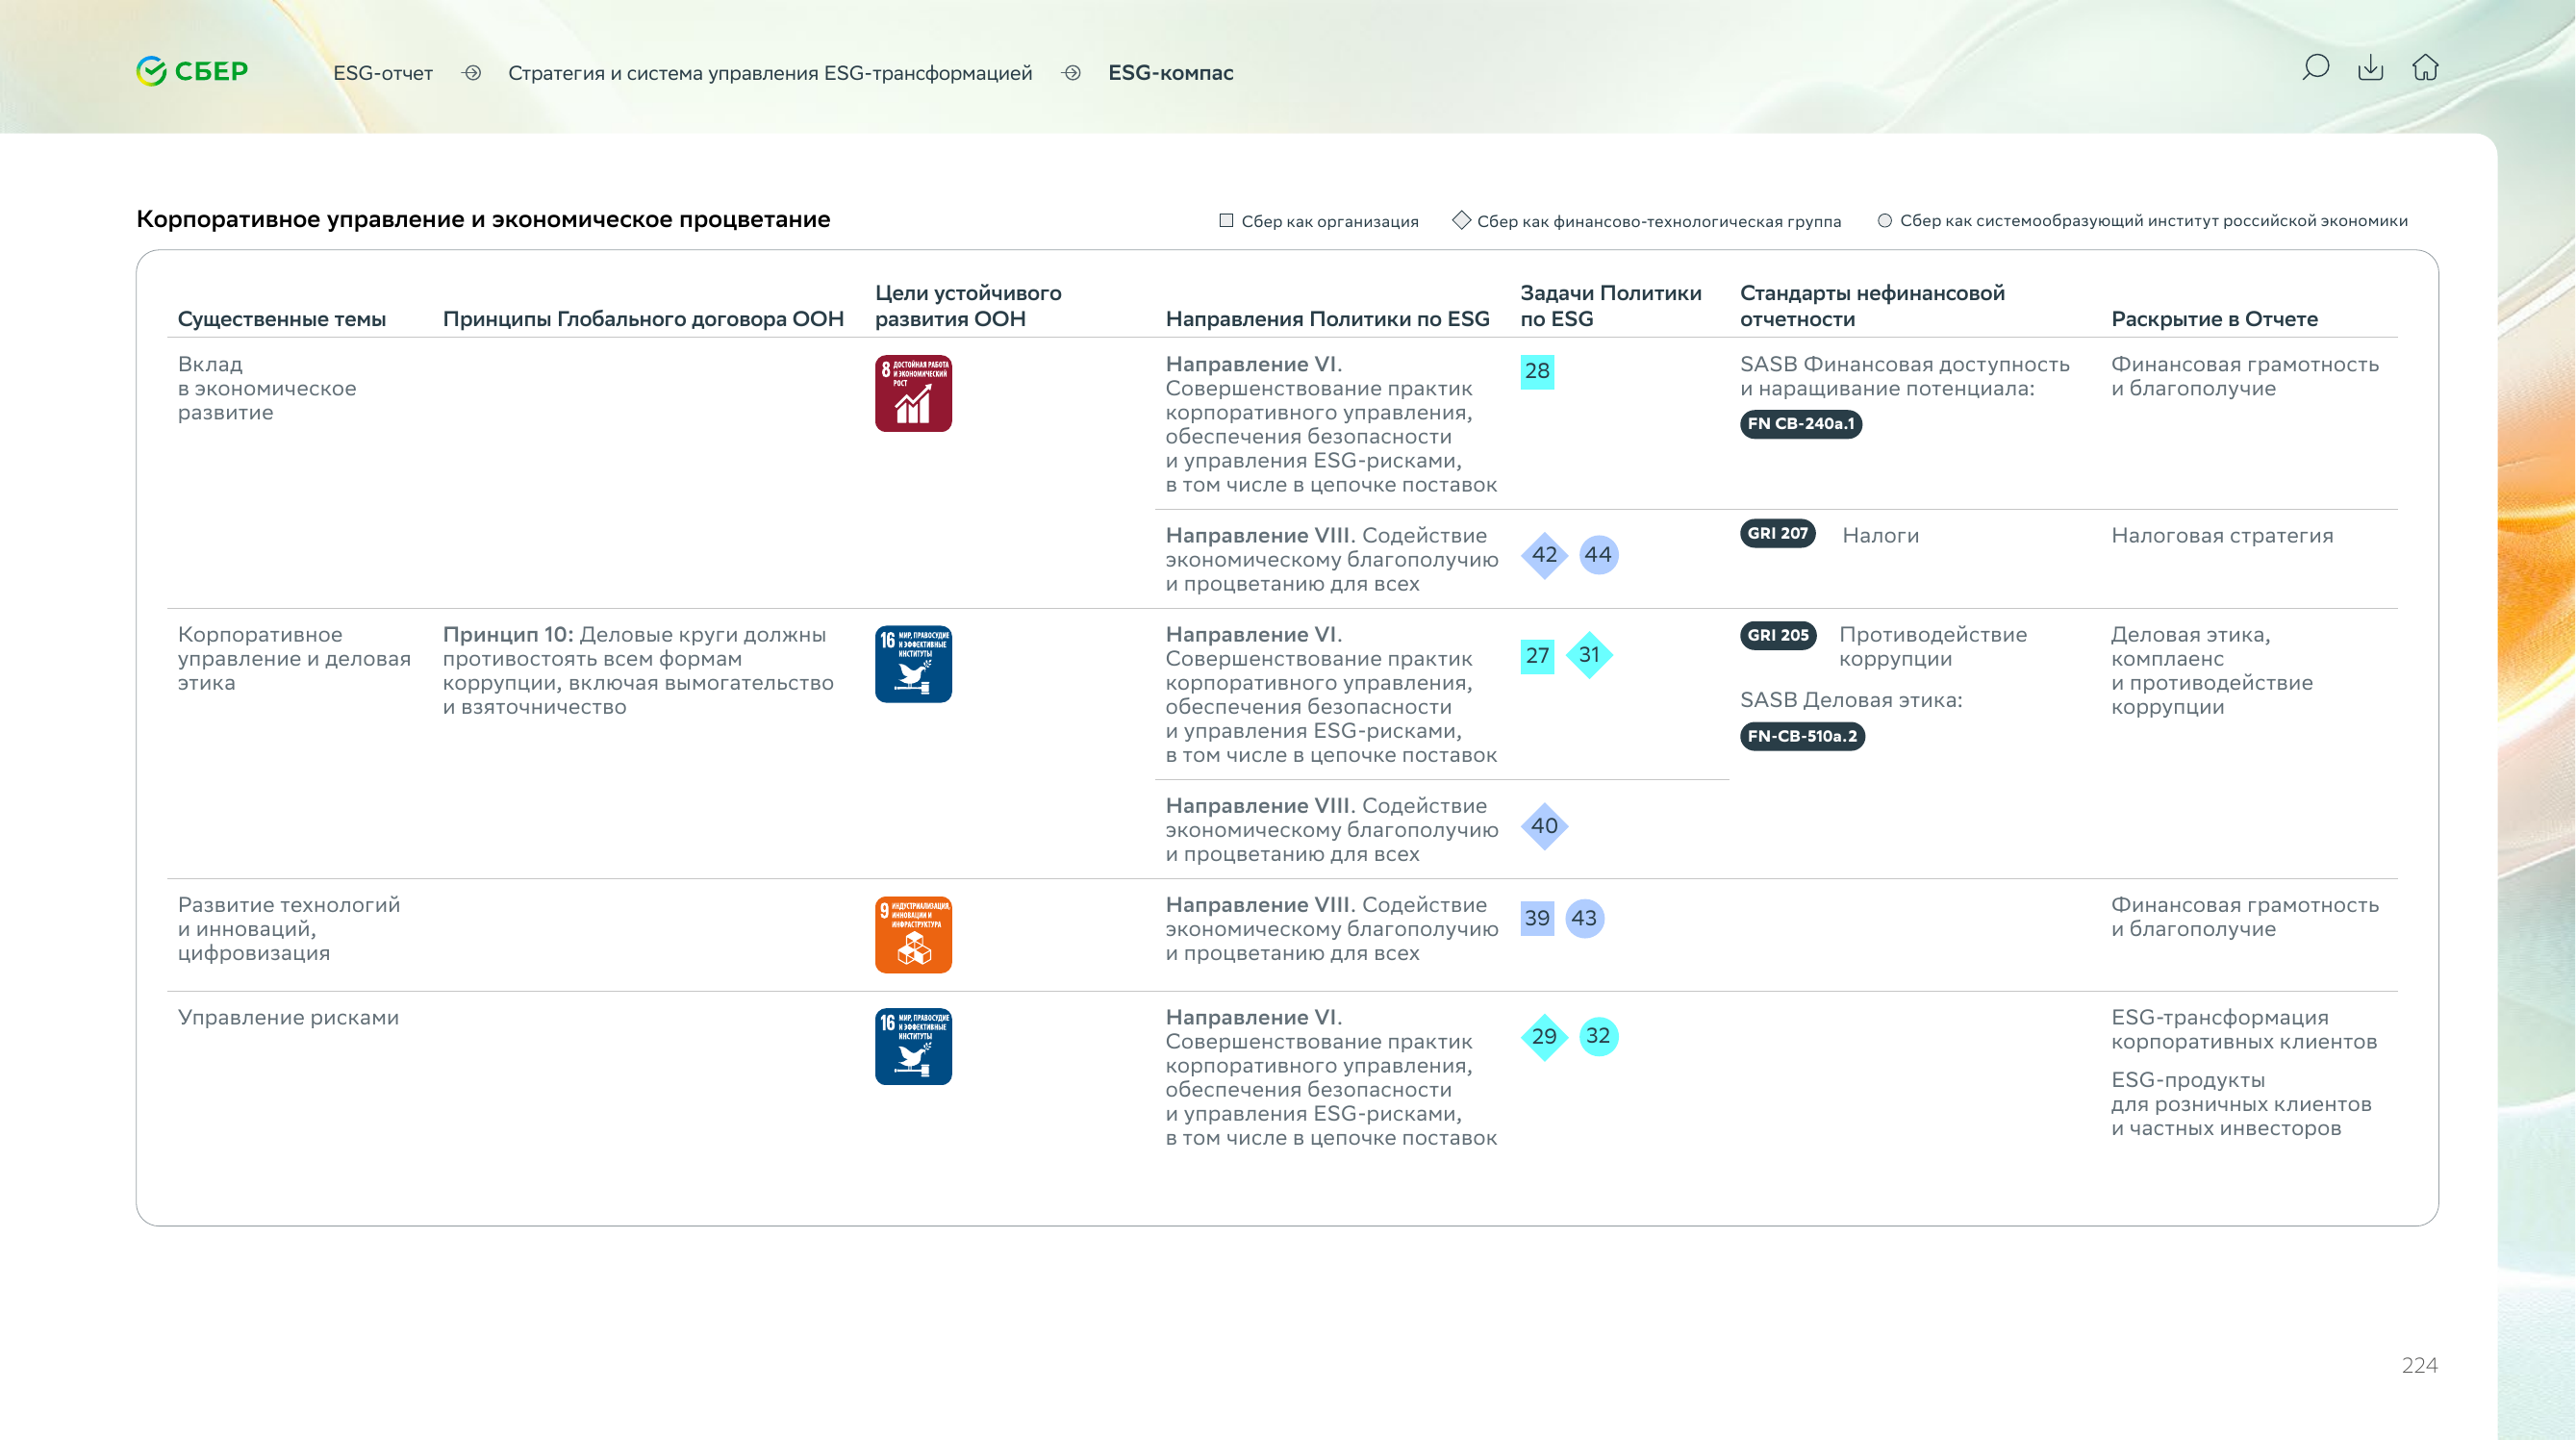 СБЕР
ESG-отчет
Стратегия и система управления ESG-трансформацией
ESG-компас
Корпоративное управление и экономическое процветание
Сбер как организация
Сбер как финансово-технологическая группа
Сбер как системообразующий институт российской экономики
Существенные темы
Принципы Глобального договора ООН
Цели устойчивого
развития ООН
Направления Политики по ESG
Задачи Политики
по ESG
Стандарты нефинансовой
отчетности
Раскрытие в Отчете
Вклад
в экономическое
развитие
8 ДОСТОЙНАЯ РАБОТА
И ЭКОНОМИЧЕСКИЙ
РОСТ
Направление VI.
Совершенствование практик
корпоративного управления,
обеспечения безопасности
и управления ESG-рисками,
в том числе в цепочке поставок
28
SASB Финансовая доступность
и наращивание потенциала:
FN CB-240a.1
Финансовая грамотность
и благополучие
Направление VIII. Содействие
экономическому благополучию
и процветанию для всех
42 44
GRI 207 Налоги
Налоговая стратегия
Корпоративное
управление и деловая
этика
Принцип 10: Деловые круги должны
противостоять всем формам
коррупции, включая вымогательство
и взяточничество
16 МИР, ПРАВОСУДИЕ
И ЭФФЕКТИВНЫЕ
ИНСТИТУТЫ
Направление VI.
Совершенствование практик
корпоративного управления,
обеспечения безопасности
и управления ESG-рисками,
в том числе в цепочке поставок
27 31
GRI 205 Противодействие
коррупции
SASB Деловая этика:
FN-CB-510a.2
Деловая этика,
комплаенс
и противодействие
коррупции
Направление VIII. Содействие
экономическому благополучию
и процветанию для всех
40
Развитие технологий
и инноваций,
цифровизация
9 ИНДУСТРИАЛИЗАЦИЯ,
ИННОВАЦИИ И
ИНФРАСТРУКТУРА
Направление VIII. Содействие
экономическому благополучию
и процветанию для всех
39 43
Финансовая грамотность
и благополучие
Управление рисками
16 МИР, ПРАВОСУДИЕ
И ЭФФЕКТИВНЫЕ
ИНСТИТУТЫ
Направление VI.
Совершенствование практик
корпоративного управления,
обеспечения безопасности
и управления ESG-рисками,
в том числе в цепочке поставок
29 32
ESG-трансформация
корпоративных клиентов
ESG-продукты
для розничных клиентов
и частных инвесторов
224